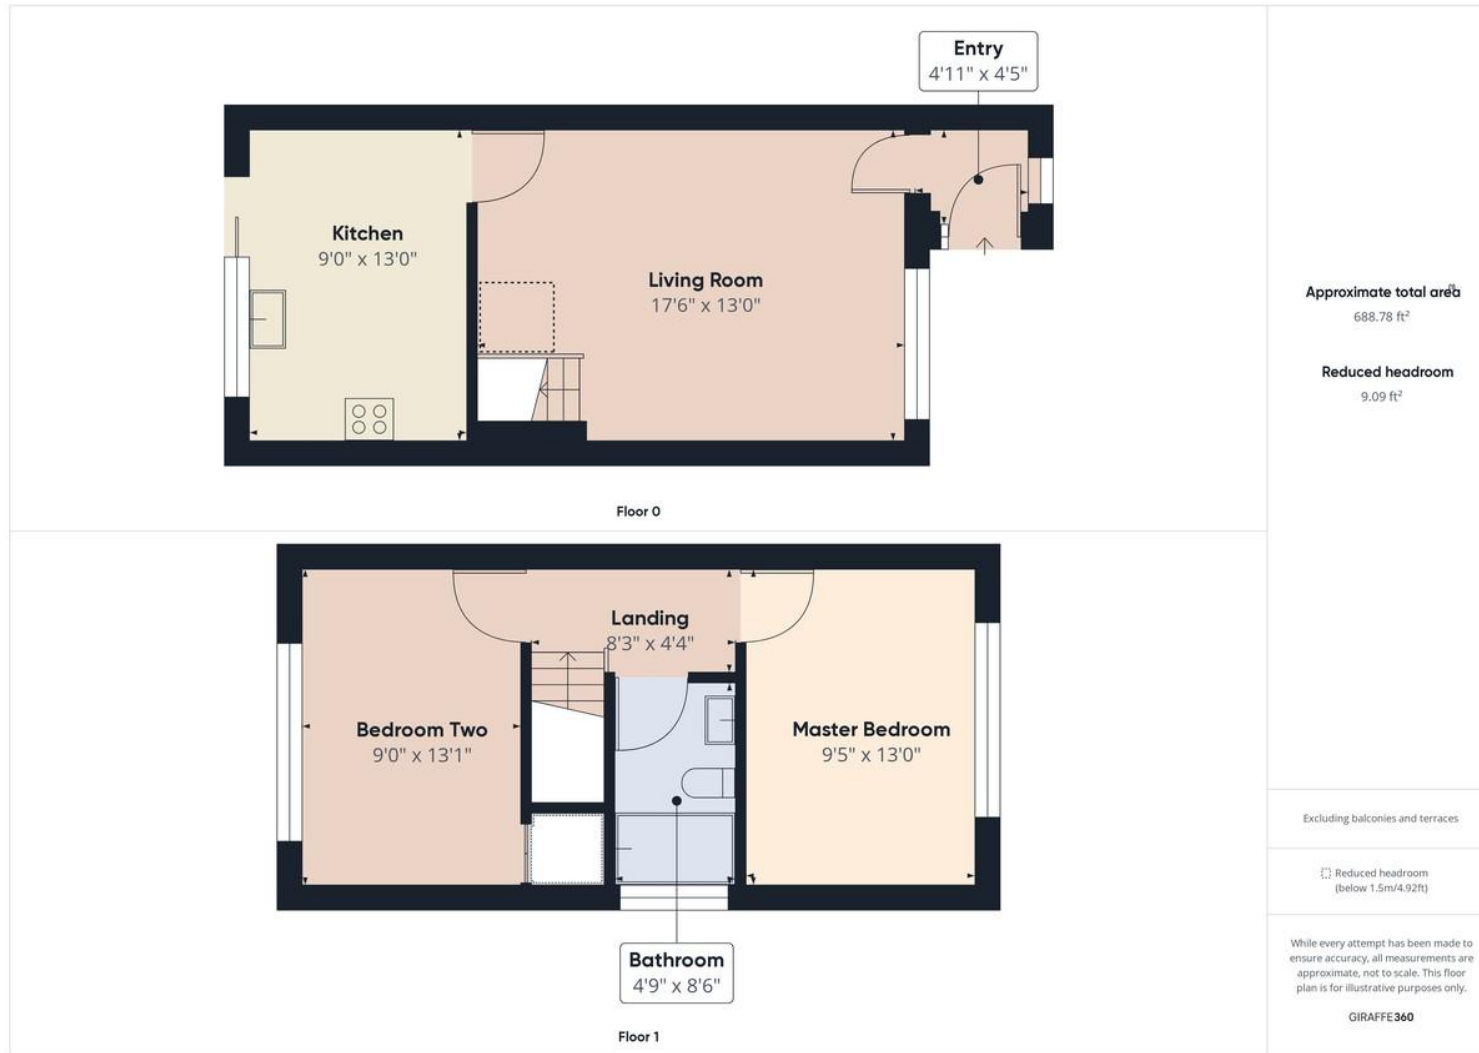 Entry
4'11" x 4'5"
Kitchen
9'0" x 13'0"
Living Room
17'6" x 13'0"
Floor 0
Landing
8'3" x 4'4"
Bedroom Two
9'0" x 13'1"
Master Bedroom
9'5" x 13'0"
Bathroom
4'9" x 8'6"
Floor 1
Approximate total area
688.78 ft²
Reduced headroom
9.09 ft²
Excluding balconies and terraces
Reduced headroom
(below 1.5m/4.92ft)
While every attempt has been made to
ensure accuracy, all measurements are
approximate, not to scale. This floor
plan is for illustrative purposes only.
GIRAFFE360